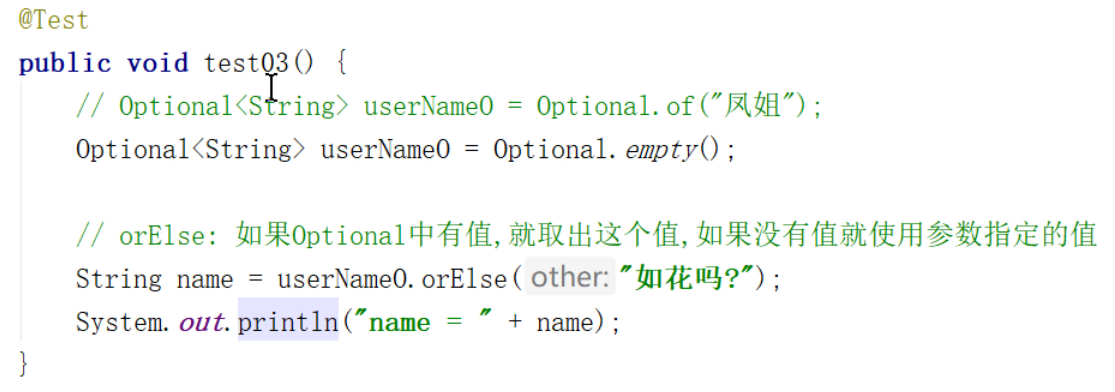 @Test
public void test03() {
// Optional<String> userNameO = Optional.of("凤姐");
Optional<String> userNameO = Optional.empty();
// orElse: 如果Optional中有值,就取出这个值,如果没有值就使用参数指定的值
String name = userNameO.orElse( other: "如花吗?");
System.out.println("name = " + name);
}